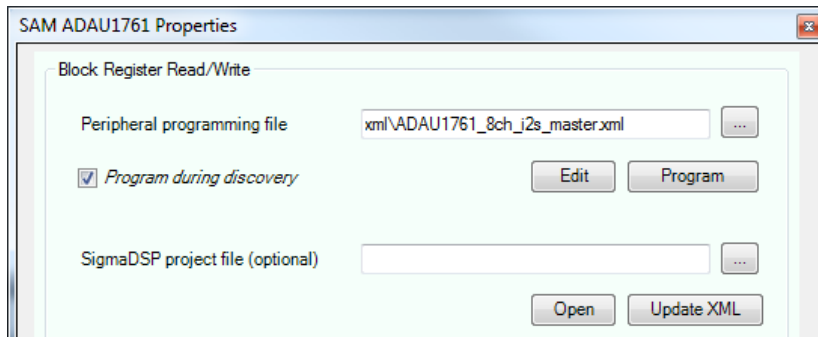 SAM ADAU1761 Properties
x
Block Register Read/Write
Peripheral programming file xml\ADAU1761_8ch_i2s_master.xml ...
Program during discovery Edit Program
SigmaDSP project file (optional) ...
Open Update XML